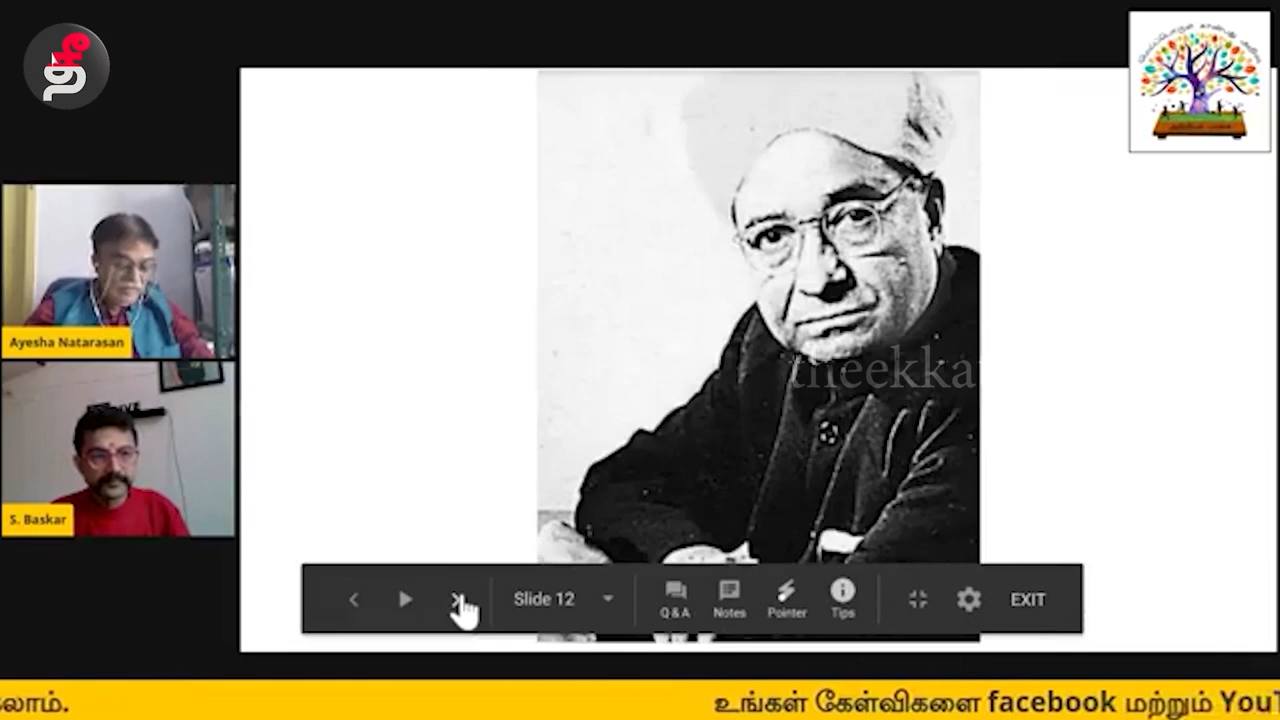 தீ
Ayesha Natarasan
S. Baskar
theekka
Slide 12
Q & A
Notes
Pointer
Tips
EXIT
லாம்.
உங்கள் கேள்விகளை facebook மற்றும் YouT